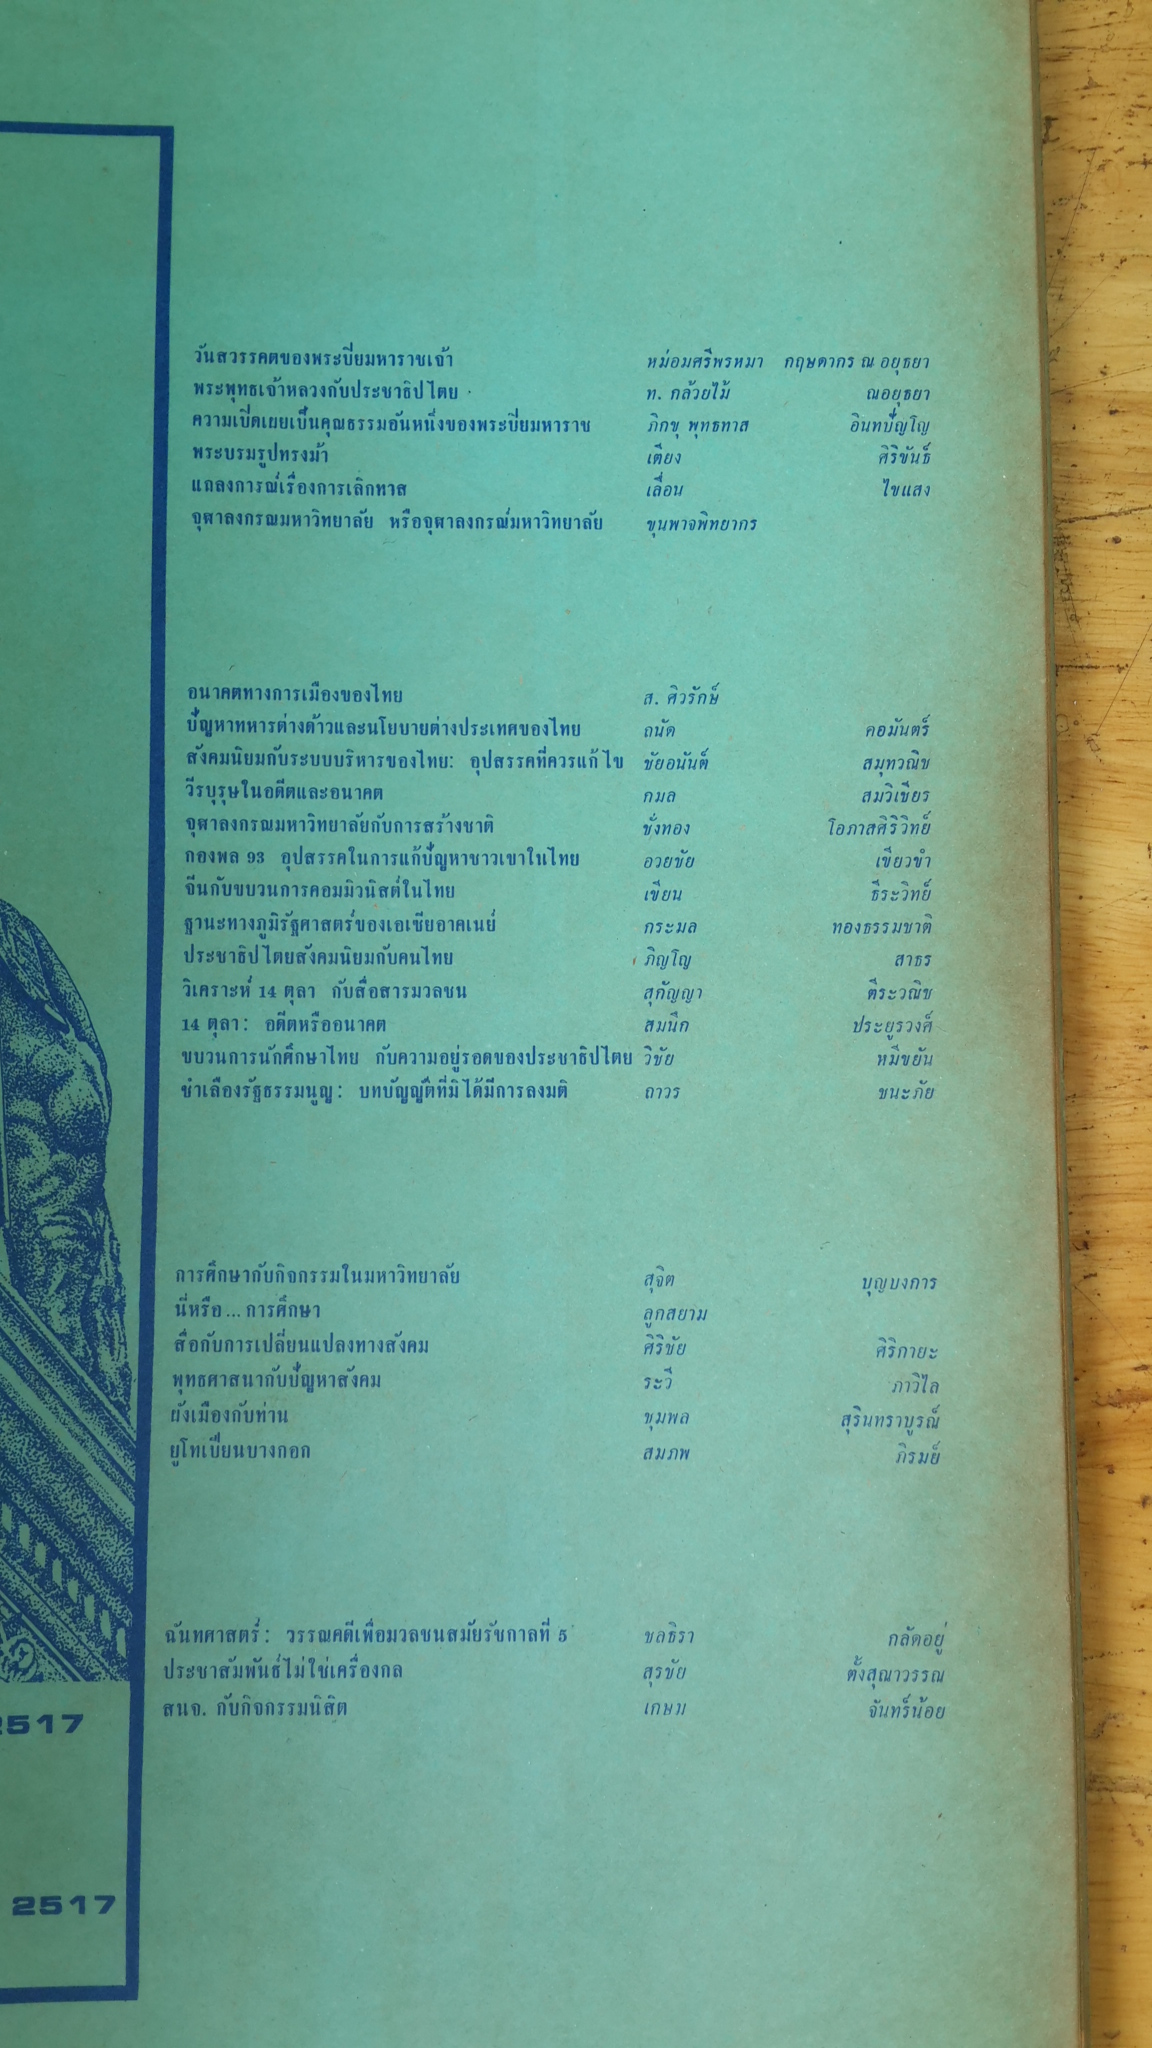 วันสวรรคตของพระปิยมหาราชเจ้า หม่อมศรีพรหมา กฤษดากร ณ อยุธยา
พระพุทธเจ้าหลวงกับประชาธิปไตย ท. กล้วยไม้ ณอยุธยา
ความเปิดเผยเป็นคุณธรรมอันหนึ่งของพระปิยมหาราช ภิกขุ พุทธทาส อินทปัญโญ
พระบรมรูปทรงม้า เตียง ศิริขันธ์
แถลงการณ์เรื่องการเลิกทาส เลื่อน ไขแสง
จุฬาลงกรณมหาวิทยาลัย หรือจุฬาลงกรณ์มหาวิทยาลัย ขุนพาจพิทยากร
อนาคตทางการเมืองของไทย ส. ศิวรักษ์
ปัญหาทหารต่างด้าวและนโยบายต่างประเทศของไทย ถนัด คอมันตร์
สังคมนิยมกับระบบบริหารของไทย: อุปสรรคที่ควรแก้ไข ชัยอนันต์ สมุทวณิช
วีรบุรุษในอดีตและอนาคต กมล สมวิเชียร
จุฬาลงกรณมหาวิทยาลัยกับการสร้างชาติ ชั่งทอง โอภาสศิริวิทย์
กองพล 93 อุปสรรคในการแก้ปัญหาชาวเขาในไทย อวยชัย เขียวขำ
จีนกับขบวนการคอมมิวนิสต์ในไทย เขียน ธีระวิทย์
ฐานะทางภูมิรัฐศาสตร์ของเอเซียอาคเนย์ กระมล ทองธรรมชาติ
ประชาธิปไตยสังคมนิยมกับคนไทย ภิญโญ สาธร
วิเคราะห์ 14 ตุลา กับสื่อสารมวลชน สุกัญญา ตีระวณิช
14 ตุลา: อดีตหรืออนาคต สมนึก ประยูรวงศ์
ขบวนการนักศึกษาไทย กับความอยู่รอดของประชาธิปไตย วิชัย หมีขยัน
ชำเลืองรัฐธรรมนูญ: บทบัญญัติที่มิได้มีการลงมติ ถาวร ชนะภัย
การศึกษากับกิจกรรมในมหาวิทยาลัย สุจิต บุญบงการ
นี่หรือ...การศึกษา ลูกสยาม
สื่อกับการเปลี่ยนแปลงทางสังคม ศิริชัย ศิริกายะ
พุทธศาสนากับปัญหาสังคม ระวี ภาวิไล
ผังเมืองกับท่าน ขุมพล สุรินทราบูรณ์
ยูโทเปียนบางกอก สมภพ ภิรมย์
ฉันทศาสตร์: วรรณคดีเพื่อมวลชนสมัยรัชกาลที่ 5 ชลธิรา กลัดอยู่
ประชาสัมพันธ์ไม่ใช่เครื่องกล สุรชัย ตั้งสุณาวรรณ
สนจ. กับกิจกรรมนิสิต เกษม จันทร์น้อย
2517
2517